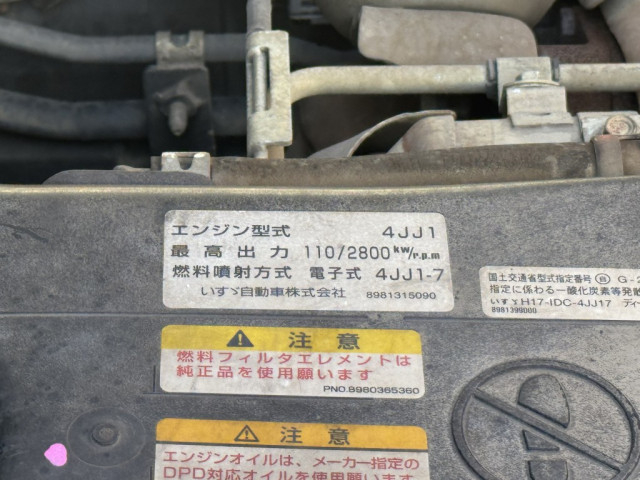 エンジン型式 4JJ1
最高出力 110/2800kw/r.p.m
燃料噴射方式 電子式 4JJ1-7
いすゞ自動車株式会社 8981315090
国土交通省型式指定番号 Ⓑ G-2
指定に係わる一酸化炭素等発散
いすゞH17-IDC-4JJ17 ディ
8981399000
⚠ 注意
燃料フィルタエレメントは
純正品を使用願います
PNO.8980365360
⚠ 注意
エンジンオイルは、メーカー指定の
DPD対応オイルを使用願います